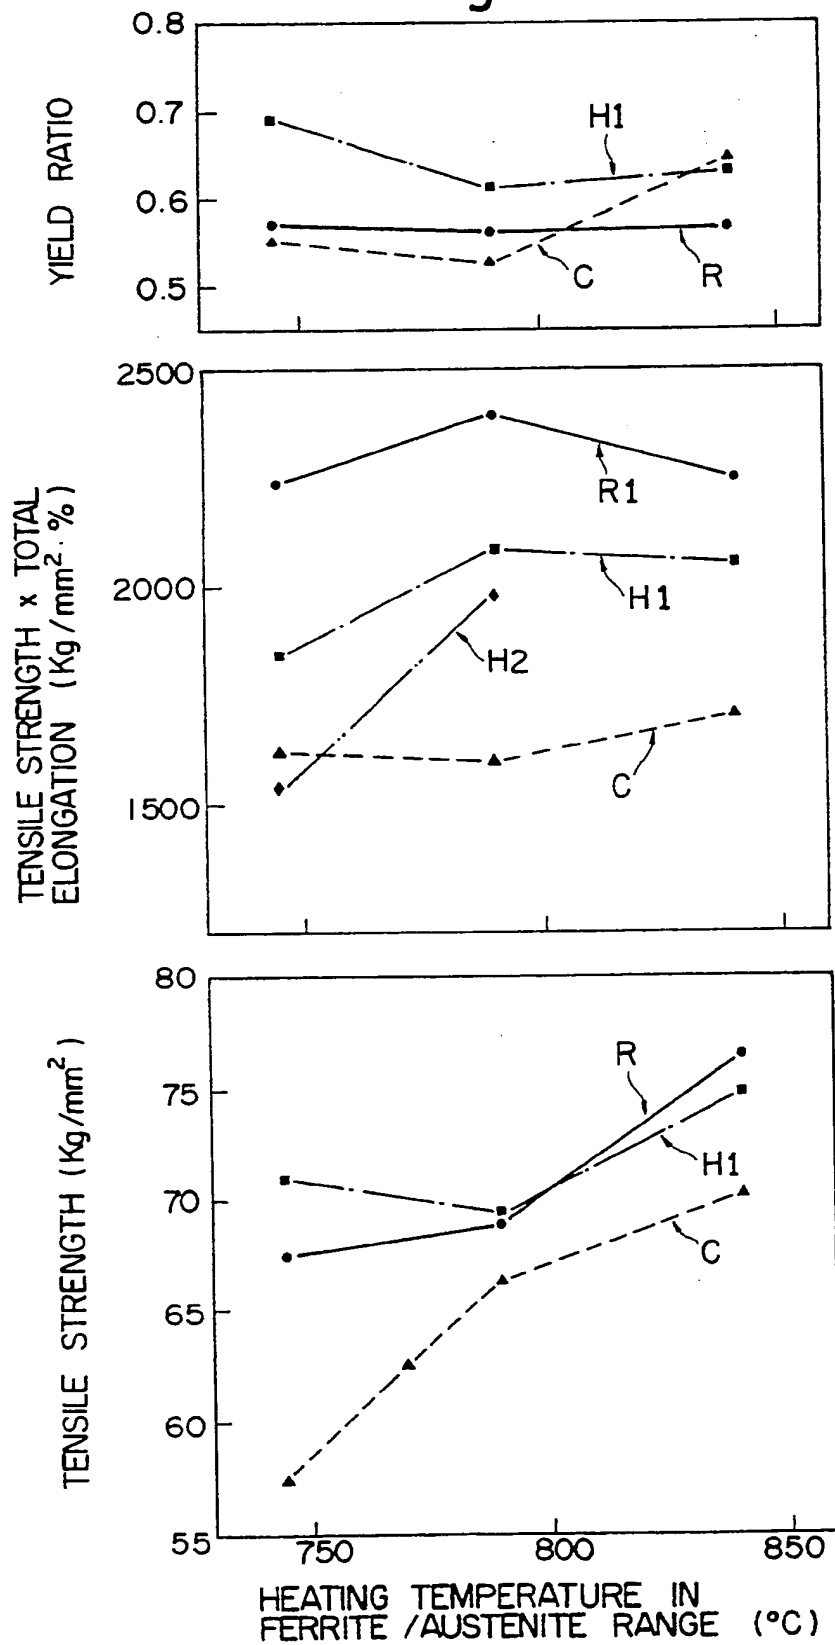 0.8
0.7
0.6
0.5
YIELD RATIO
H1
C
R
2500
2000
1500
TENSILE STRENGTH x TOTAL
ELONGATION (Kg/mm²·%)
R1
H1
H2
C
80
75
70
65
60
55
TENSILE STRENGTH (Kg/mm²)
R
H1
C
750
800
850
HEATING TEMPERATURE IN
FERRITE /AUSTENITE RANGE (°C)